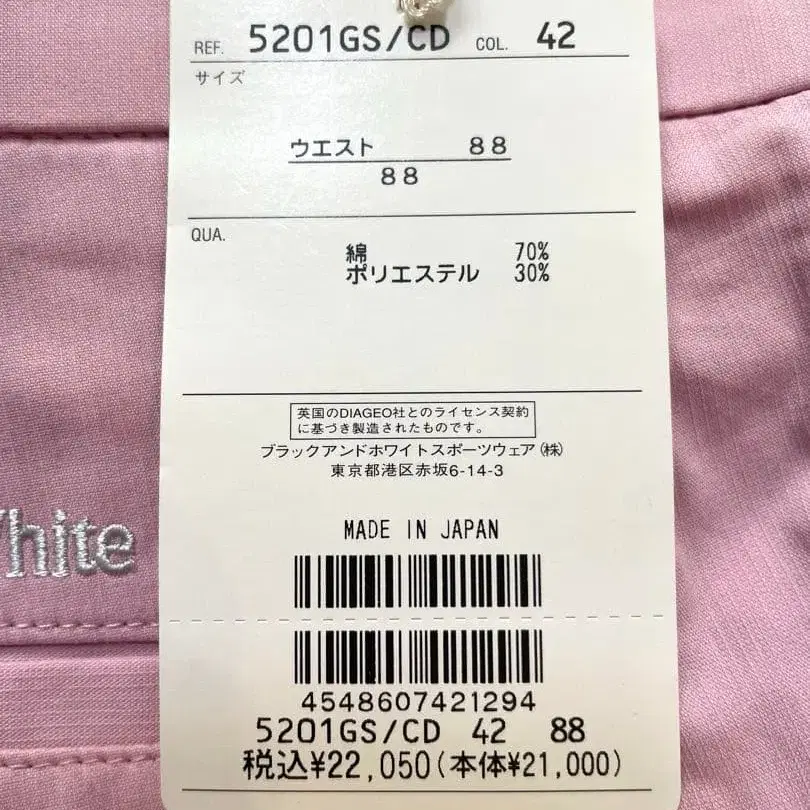 REF. 5201GS/CD COL. 42
サイズ
ウエスト 88
88
QUA.
綿 70%
ポリエステル 30%
英国のDIAGEO社とのライセンス契約
に基づき製造されたものです。
ブラックアンドホワイトスポーツウェア(株)
東京都港区赤坂6-14-3
White
MADE IN JAPAN
4548607421294
5201GS/CD 42 88
税込¥22,050(本体¥21,000)